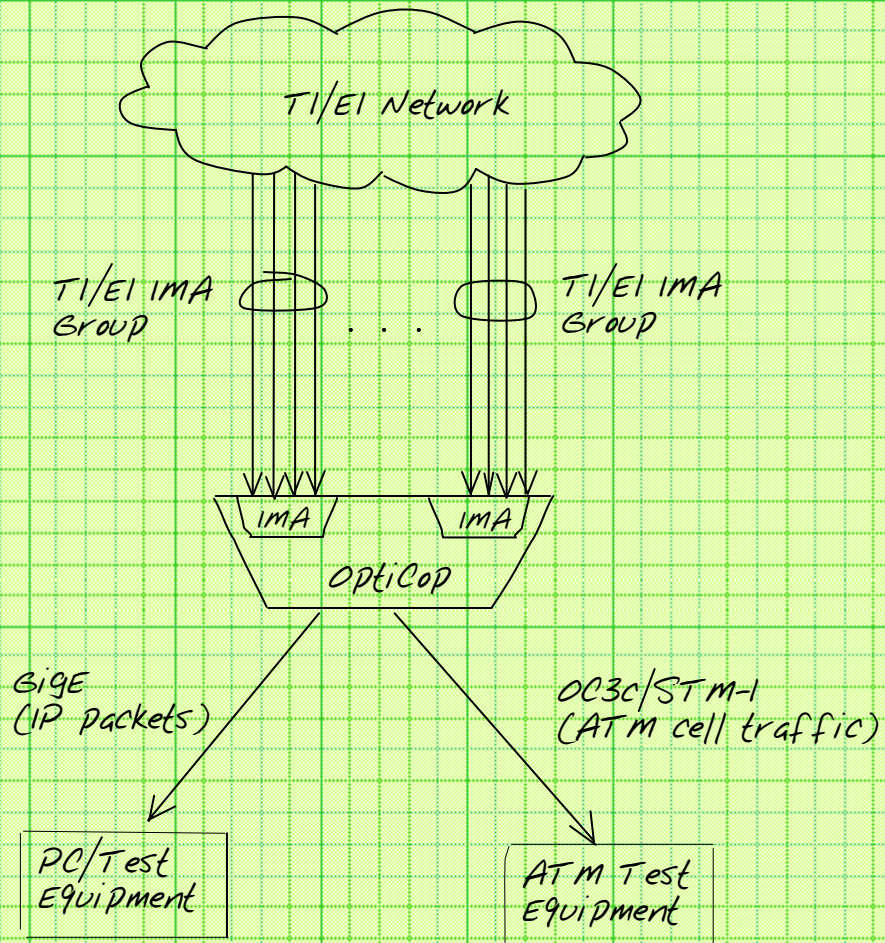 T1/E1 Network
T1/E1 IMA
Group
T1/E1 IMA
Group
. . .
IMA
IMA
OptiCop
GigE
(IP packets)
OC3c/STM-1
(ATM cell traffic)
PC/Test
Equipment
ATM Test
Equipment